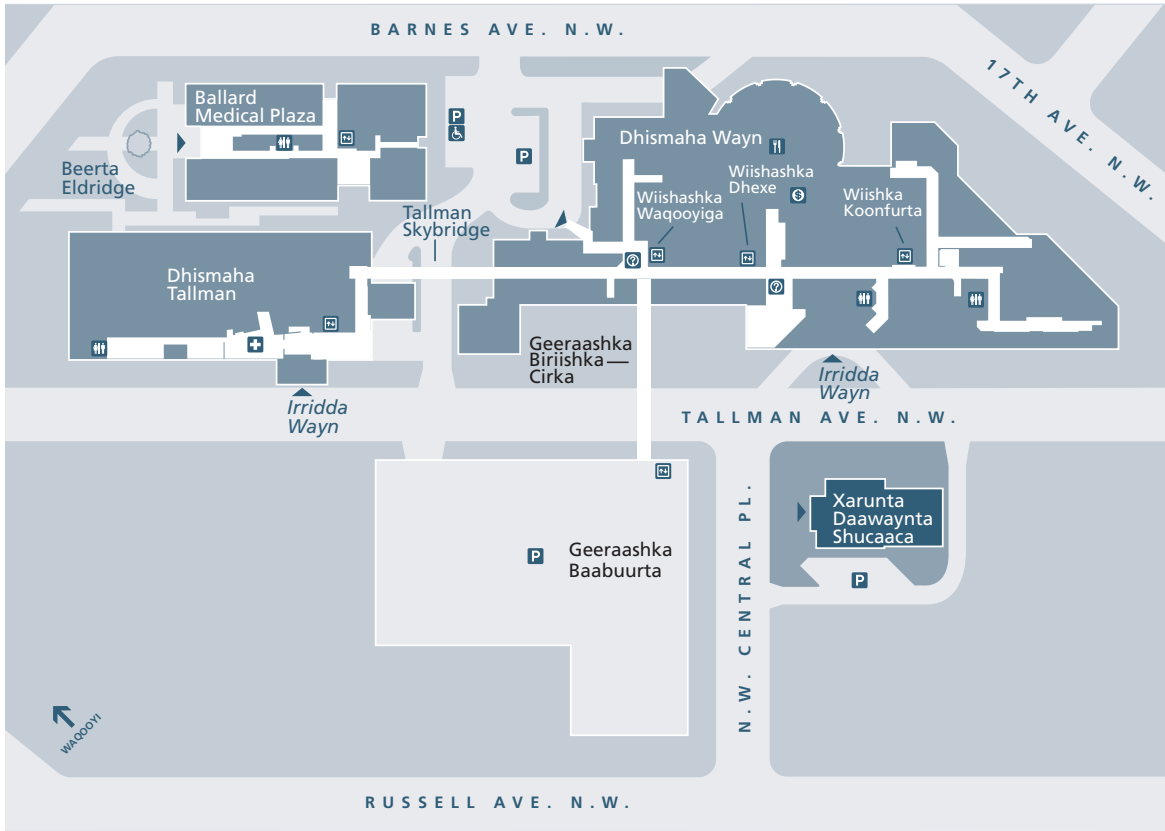 BARNES AVE. N.W.
17TH AVE. N.W.
Ballard
Medical Plaza
P
P
Dhismaha Wayn
Beerta
Eldridge
Wiishashka
Dhexe
Wiishashka
Waqooyiga
Wiishka
Koonfurta
$
Tallman
Skybridge
?
?
Dhismaha
Tallman
Geeraashka
Biriishka
Cirka
Irridda
Wayn
Irridda
Wayn
TALLMAN AVE. N.W.
N.W. CENTRAL PL.
Xarunta
Daawaynta
Shucaaca
P
Geeraashka
Baabuurta
P
WAQOOYI
RUSSELL AVE. N.W.